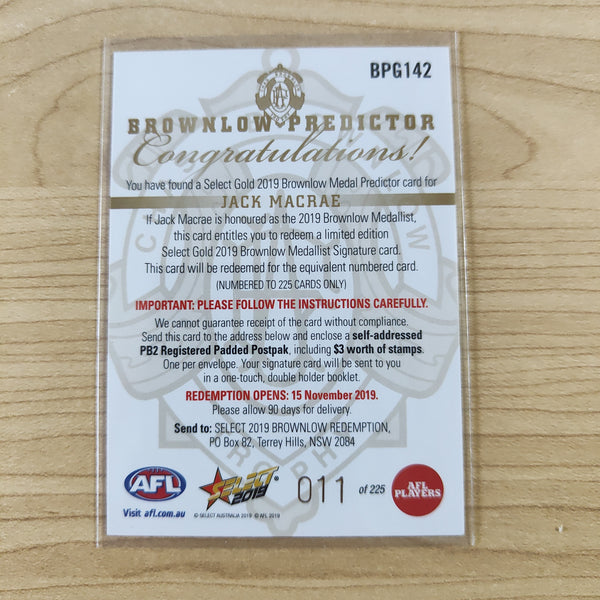 BPG142
BROWNLOW PREDICTOR
Congratulations!
You have found a Select Gold 2019 Brownlow Medal Predictor card for
JACK MACRAE
If Jack Macrae is honoured as the 2019 Brownlow Medallist,
this card entitles you to redeem a limited edition
Select Gold 2019 Brownlow Medallist Signature card.
This card will be redeemed for the equivalent numbered card.
(NUMBERED TO 225 CARDS ONLY)
IMPORTANT: PLEASE FOLLOW THE INSTRUCTIONS CAREFULLY.
We cannot guarantee receipt of the card without compliance.
Send this card to the address below and enclose a self-addressed
PB2 Registered Padded Postpak, including $3 worth of stamps.
One per envelope. Your signature card will be sent to you
in a one-touch, double holder booklet.
REDEMPTION OPENS: 15 November 2019.
Please allow 90 days for delivery.
Send to: SELECT 2019 BROWNLOW REDEMPTION,
PO Box 82, Terrey Hills, NSW 2084
AFL
Visit afl.com.au
SELECT
2019
© SELECT AUSTRALIA 2019 © AFL 2019
011 of 225
AFL
PLAYERS